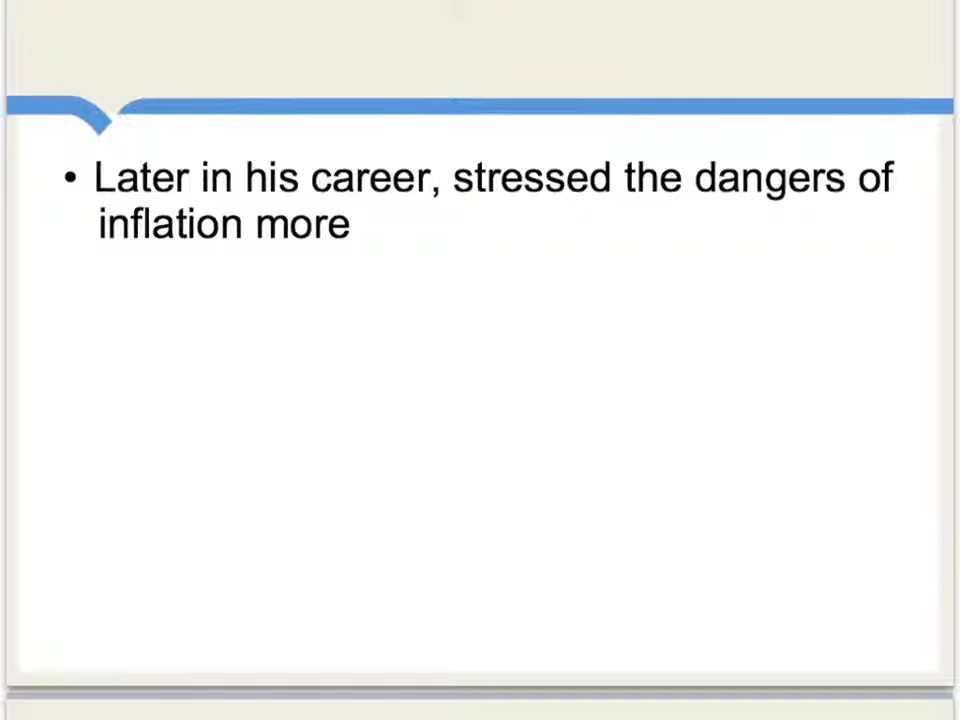 • Later in his career, stressed the dangers of
inflation more